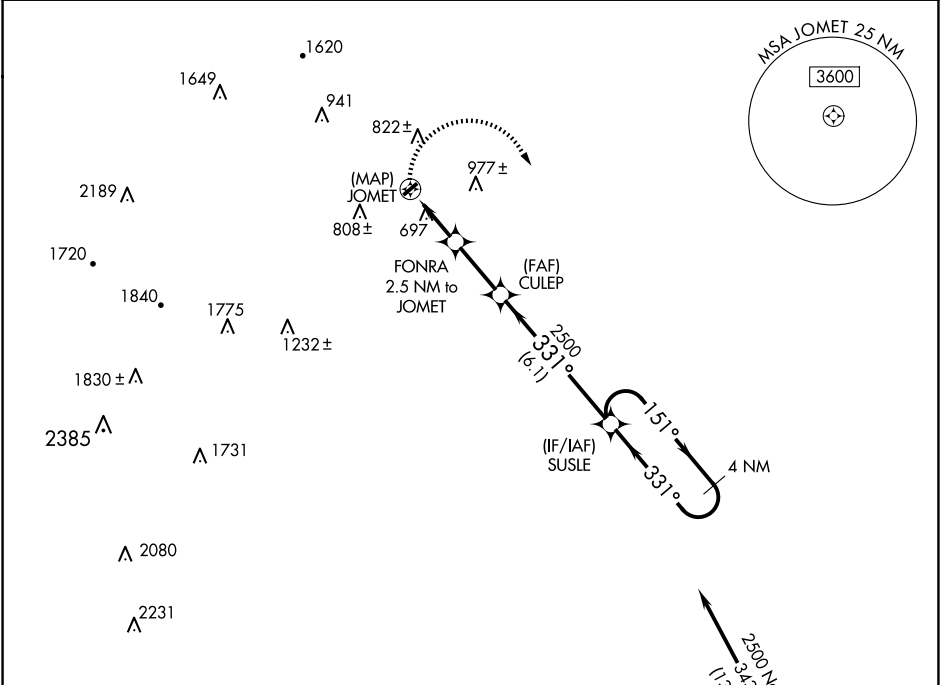 1620
MSA JOMET 25 NM
3600
1649
941
822 ±
977 ±
(MAP)
JOMET
2189
808 ±
697
1720
FONRA
2.5 NM to
JOMET
(FAF)
CULEP
1840
1775
1232 ±
2500
331°
(6.1)
1830 ±
2385
1731
151°
(IF/IAF)
SUSLE
331°
4 NM
2080
2231
2500